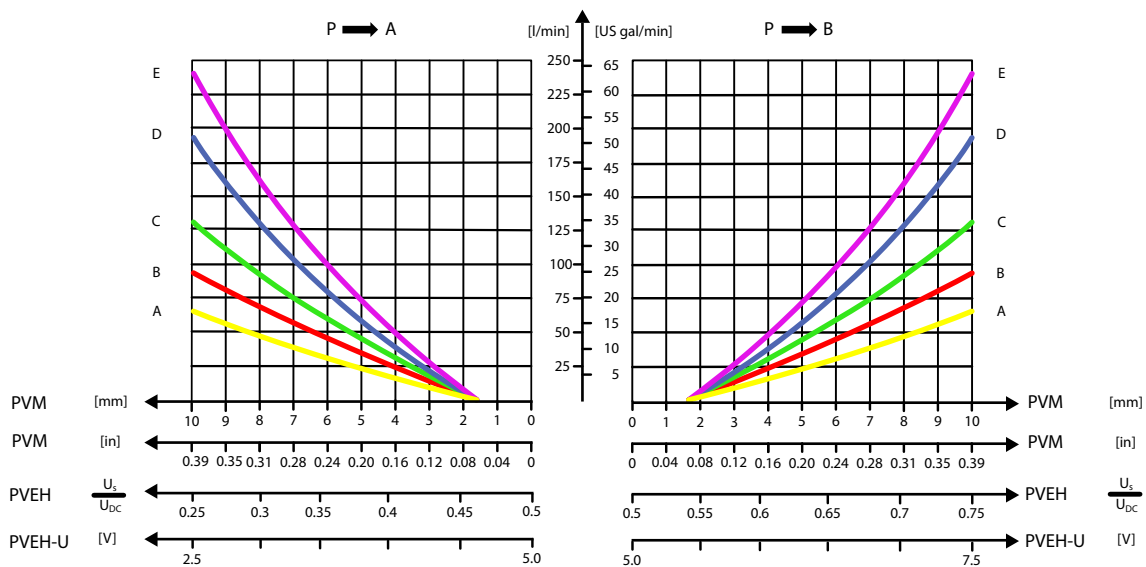 P A [l/min] [US gal/min] P B
E 250 65 E
225 60
D 200 55 D
175 50
150 45
C 125 40 C
100 35
B 75 30 B
A 50 25 A
25 20
15
10
5
PVM [mm] 10 9 8 7 6 5 4 3 2 1 0 0 1 2 3 4 5 6 7 8 9 10 PVM [mm]
PVM [in] 0.39 0.35 0.31 0.28 0.24 0.20 0.16 0.12 0.08 0.04 0 0 0.04 0.08 0.12 0.16 0.20 0.24 0.28 0.31 0.35 0.39 PVM [in]
PVEH Us/UDC 0.25 0.3 0.35 0.4 0.45 0.5 0.5 0.55 0.6 0.65 0.7 0.75 PVEH Us/UDC
PVEH-U [V] 2.5 5.0 5.0 7.5 PVEH-U [V]